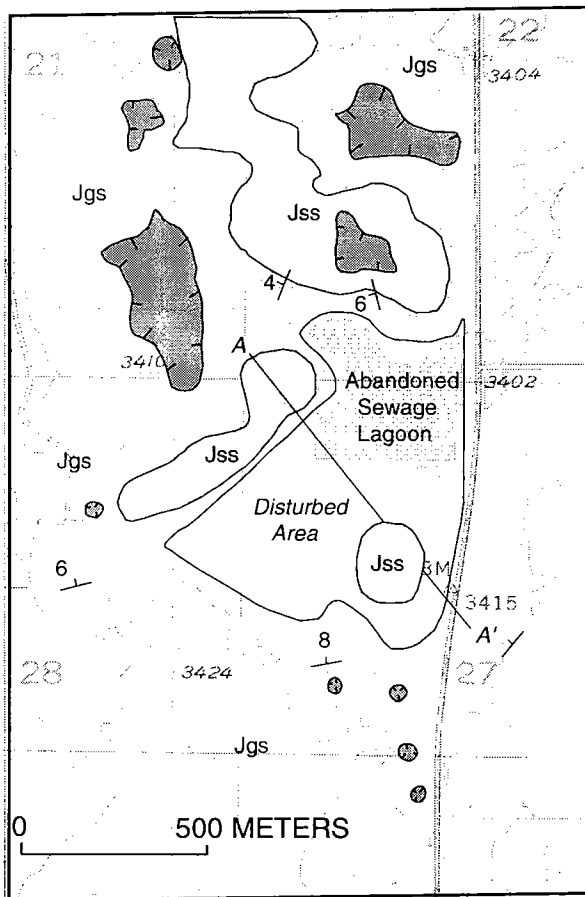 21
22
Jgs
3404
Jgs
Jss
4
6
3410
A
Abandoned
Sewage
Lagoon
3402
Jgs
Jss
Disturbed
Area
Jss
BM
6
3415
A'
8
28
3424
27
Jgs
0 500 METERS